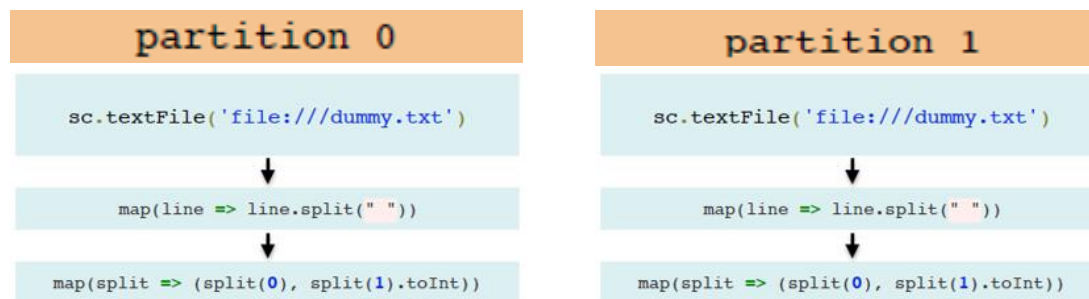 partition 0
sc.textFile('file:///dummy.txt')
map(line => line.split(" "))
map(split => (split(0), split(1).toInt))
partition 1
sc.textFile('file:///dummy.txt')
map(line => line.split(" "))
map(split => (split(0), split(1).toInt))